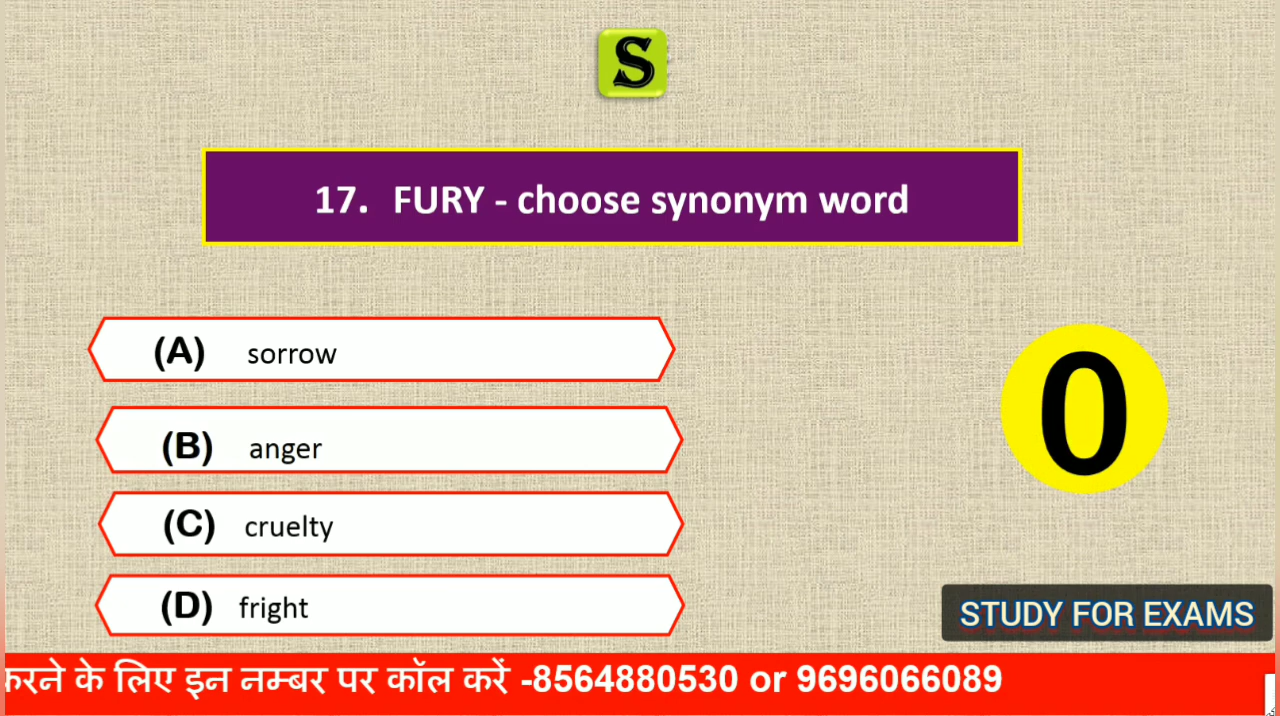 S
17. FURY - choose synonym word
(A) sorrow
(B) anger
(C) cruelty
(D) fright
0
STUDY FOR EXAMS
करने के लिए इन नम्बर पर कॉल करें -8564880530 or 9696066089